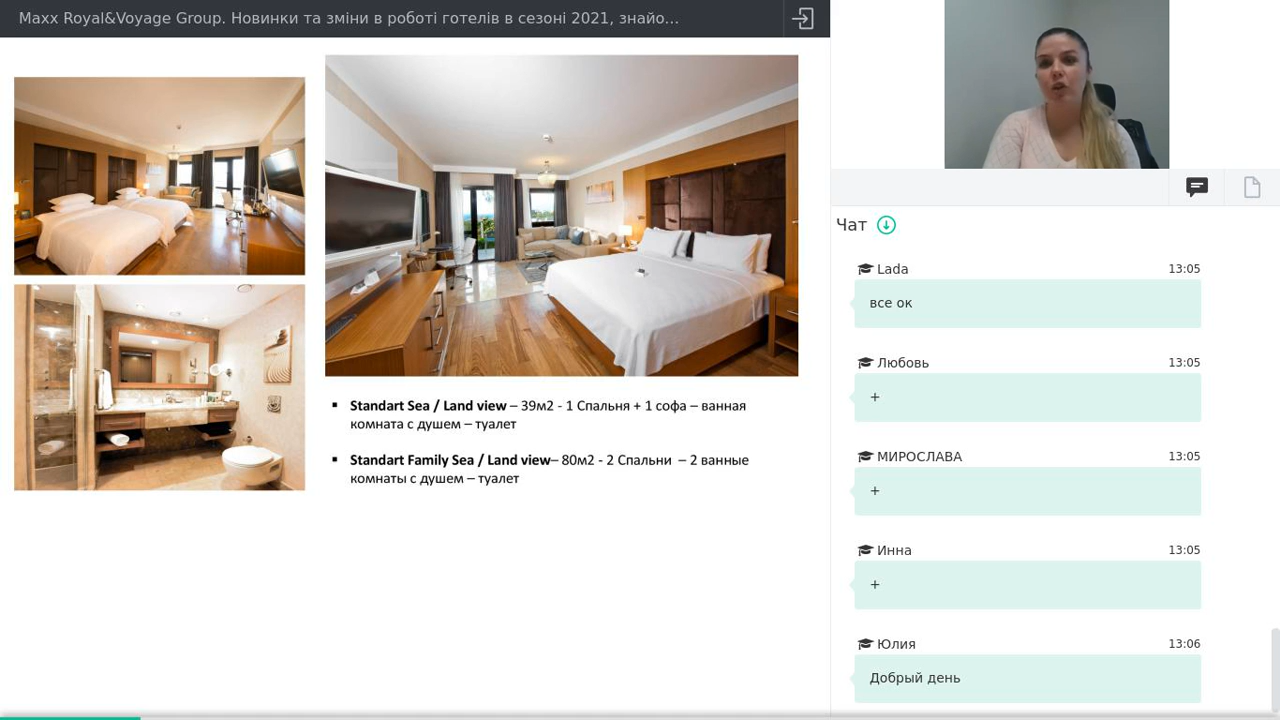 Maxx Royal&Voyage Group. Новинки та зміни в роботі готелів в сезоні 2021, знайо...
▪ Standart Sea / Land view – 39м2 - 1 Спальня + 1 софа – ванная
комната с душем – туалет
▪ Standart Family Sea / Land view– 80м2 - 2 Спальни – 2 ванные
комнаты с душем – туалет
Чат
Lada 13:05
все ок
Любовь 13:05
+
МИРОСЛАВА 13:05
+
Инна 13:05
+
Юлия 13:06
Добрый день